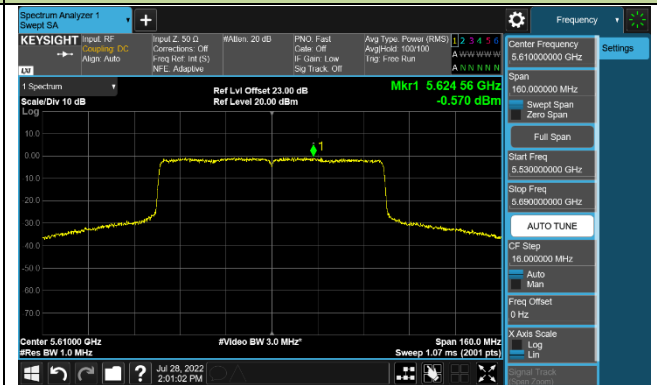 Spectrum Analyzer 1
Swept SA
+
Frequency
KEYSIGHT
Input: RF
Coupling: DC
Align: Auto
Input Z: 50 Ω
Corrections: Off
Freq Ref: Int (S)
NFE: Adaptive
#Atten: 20 dB
PNO: Fast
Gate: Off
IF Gain: Low
Sig Track: Off
Avg Type: Power (RMS)
Avg|Hold: 100/100
Trig: Free Run
1 2 3 4 5 6
A W W W W W
A N N N N N
LXI
1 Spectrum
Scale/Div 10 dB
Log
Ref Lvl Offset 23.00 dB
Ref Level 20.00 dBm
Mkr1 5.624 56 GHz
-0.570 dBm
10.0
0.00
1
10.0
20.0
30.0
40.0
50.0
60.0
70.0
Center 5.61000 GHz
#Res BW 1.0 MHz
#Video BW 3.0 MHz*
Span 160.0 MHz
Sweep 1.07 ms (2001 pts)
Center Frequency
5.610000000 GHz
Span
160.000000 MHz
Swept Span
Zero Span
Full Span
Start Freq
5.530000000 GHz
Stop Freq
5.690000000 GHz
AUTO TUNE
CF Step
16.000000 MHz
Auto
Man
Freq Offset
0 Hz
X Axis Scale
Log
Lin
Signal Track
(Span Zoom)
Settings
?
Jul 28, 2022
2:01:02 PM